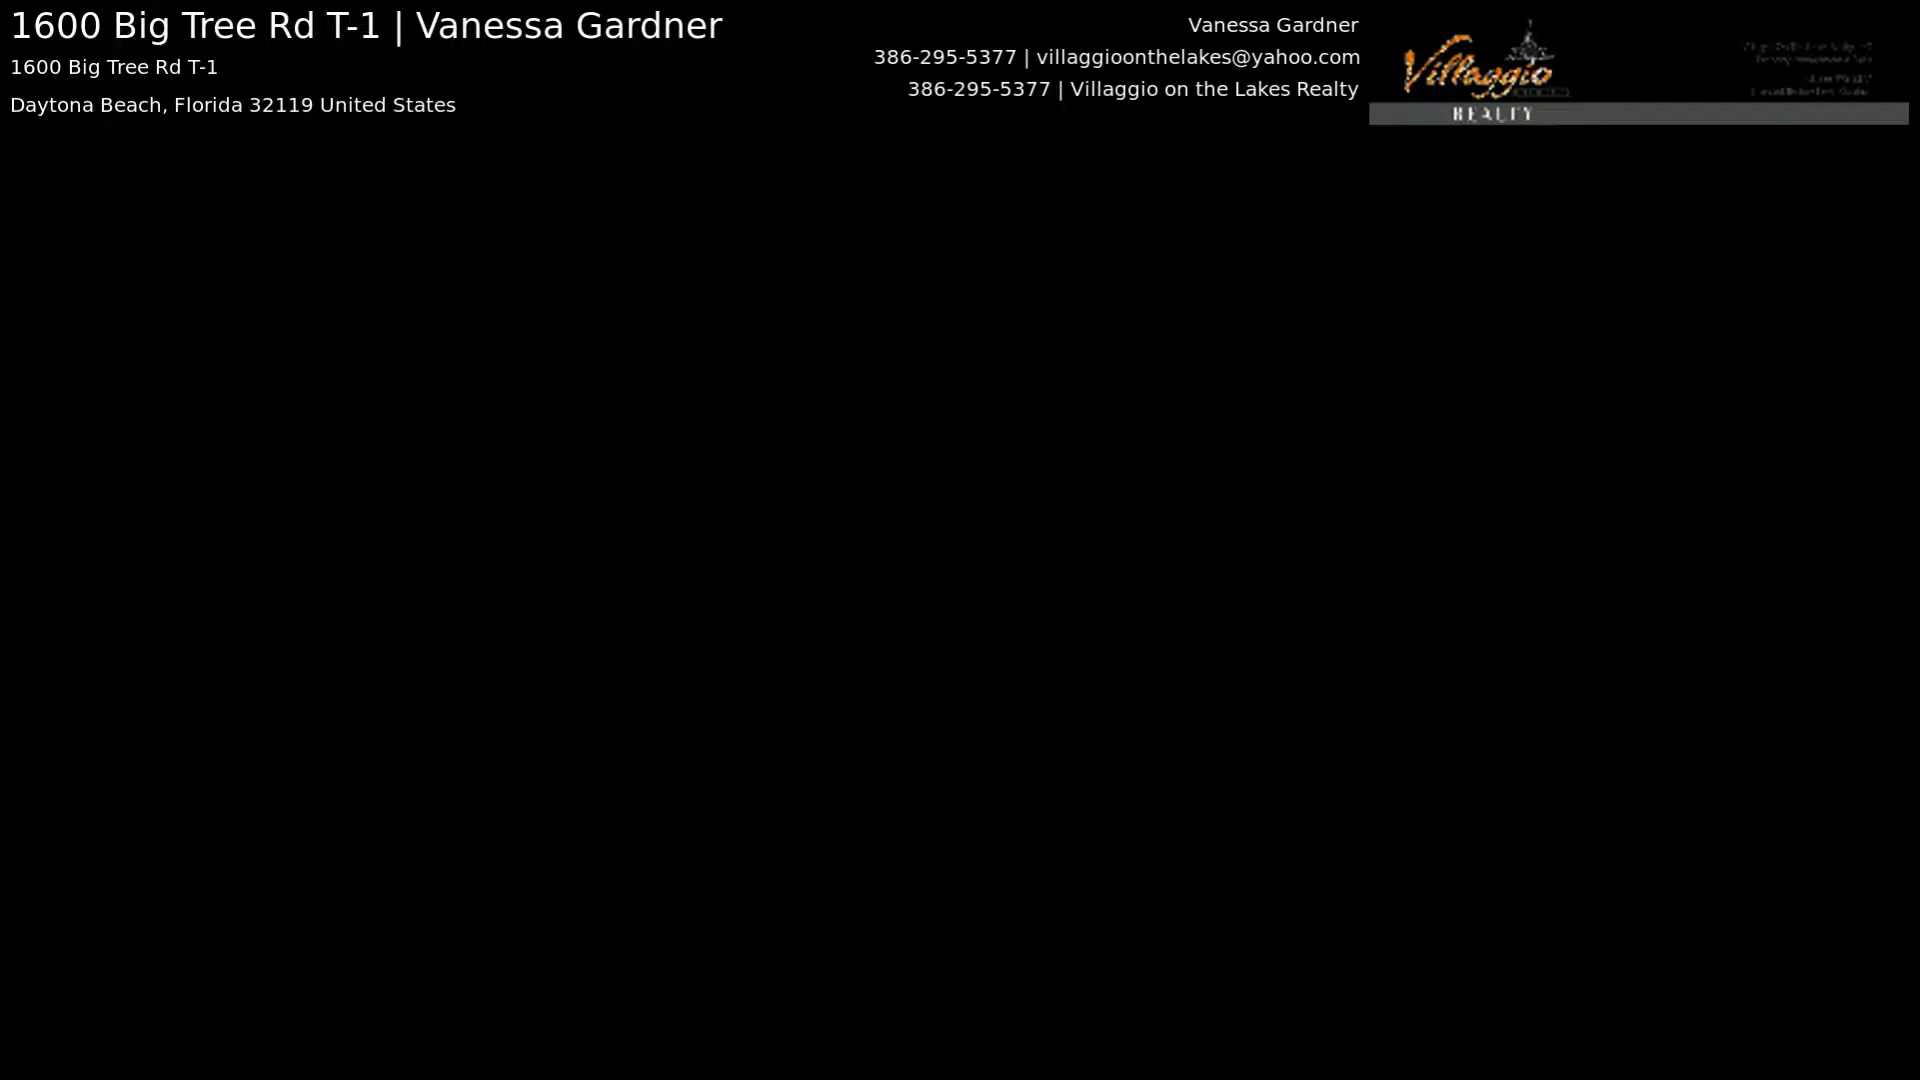 1600 Big Tree Rd T-1 | Vanessa Gardner
1600 Big Tree Rd T-1
Daytona Beach, Florida 32119 United States
Vanessa Gardner
386-295-5377 | villaggioonthelakes@yahoo.com
386-295-5377 | Villaggio on the Lakes Realty
Villaggio
REALTY